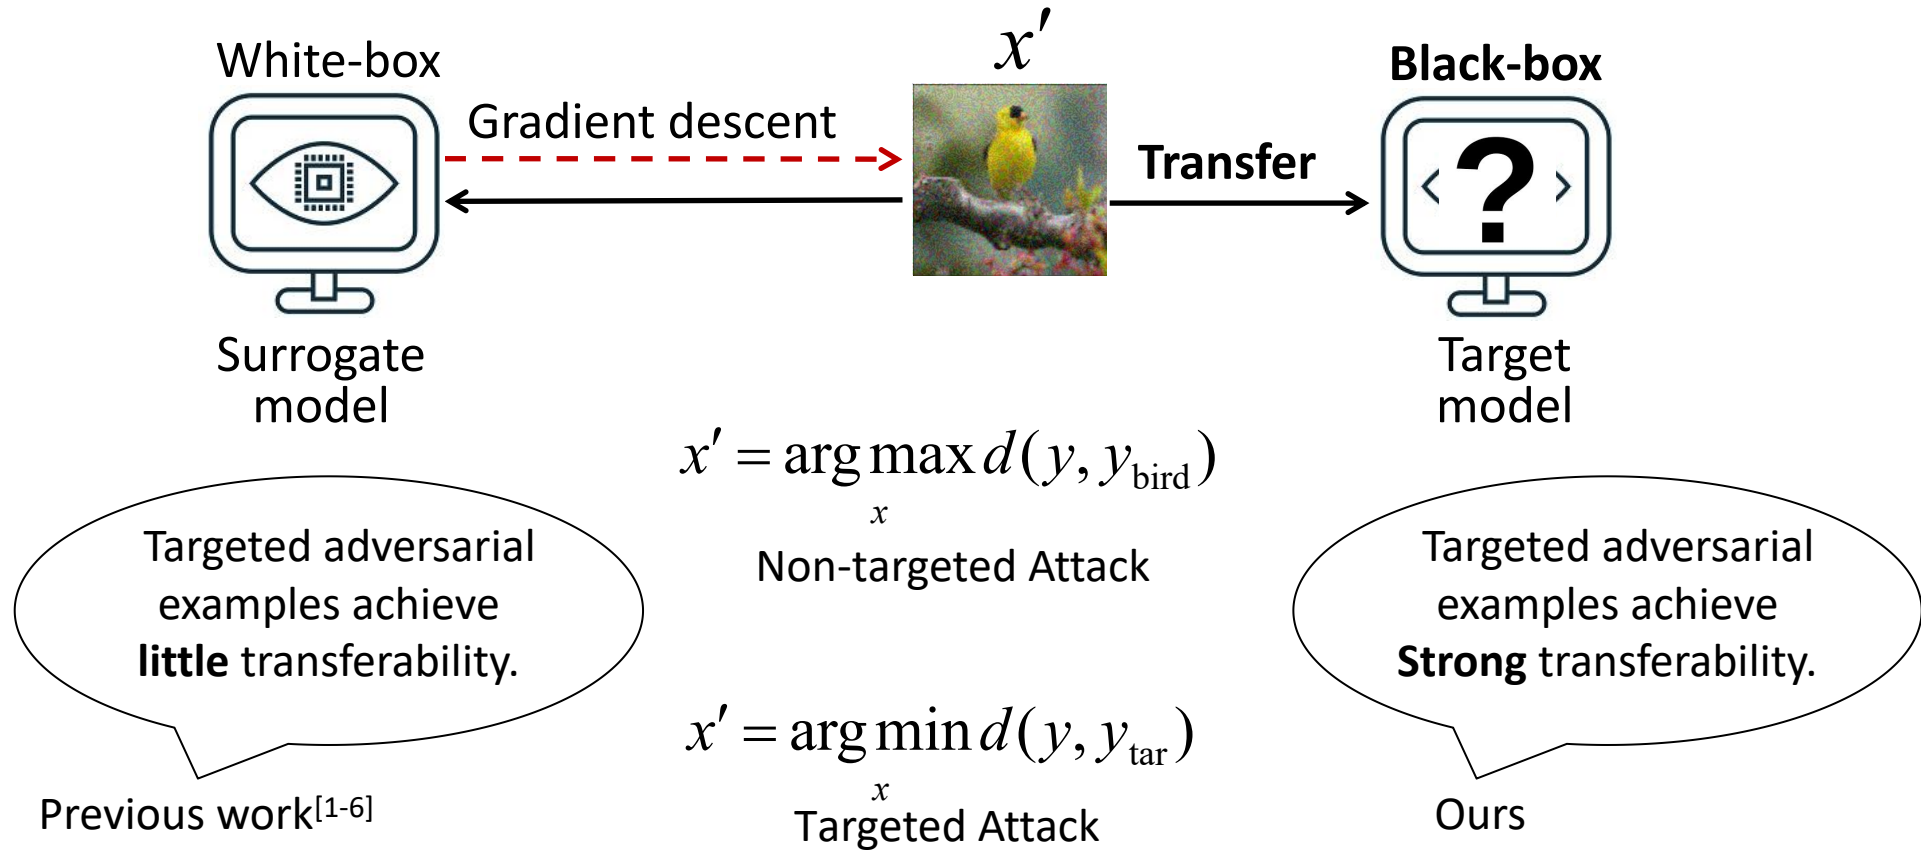 White-box
x′
Black-box
Gradient descent
Transfer
?
Surrogate
model
Target
model
x′ = arg max d(y, y_bird)
x
Non-targeted Attack
Targeted adversarial
examples achieve
little transferability.
Previous work[1-6]
x′ = arg min d(y, y_tar)
x
Targeted Attack
Targeted adversarial
examples achieve
Strong transferability.
Ours